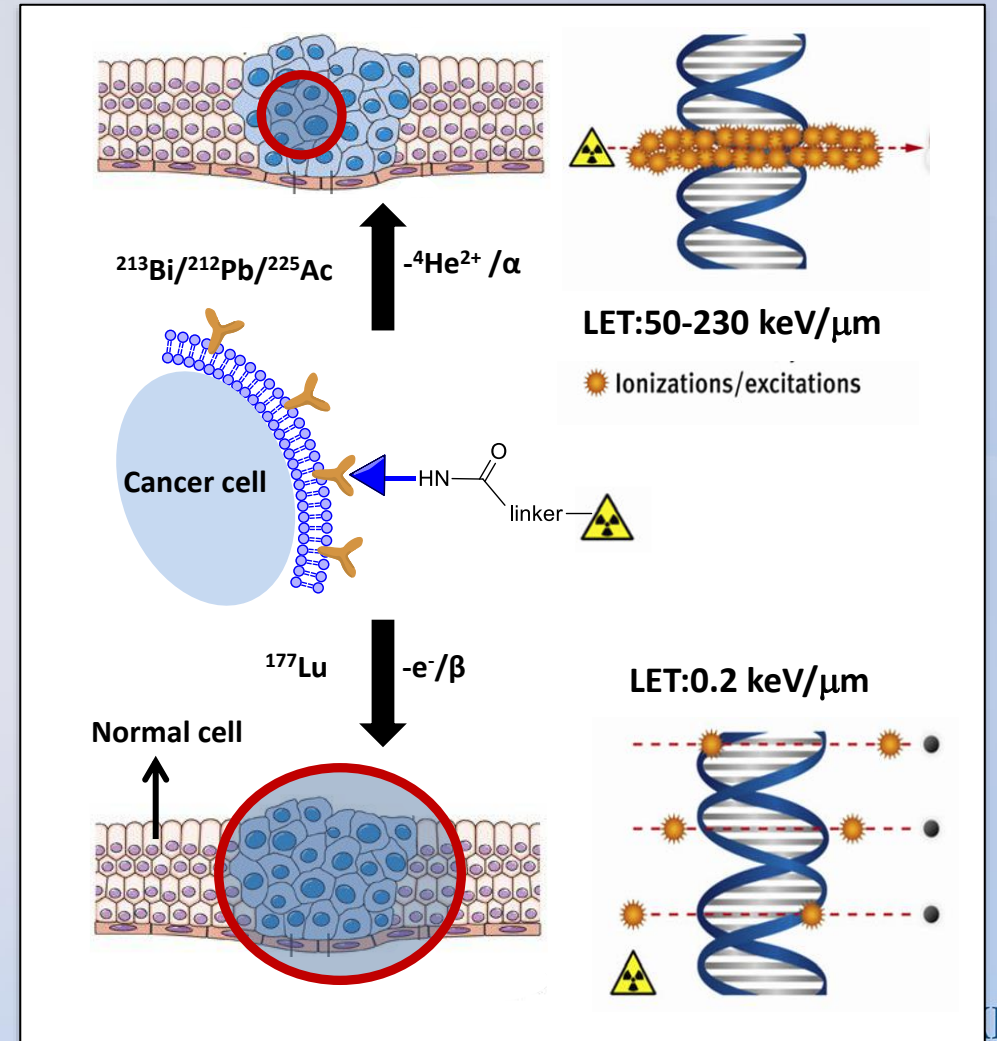 ²¹³Bi/²¹²Pb/²²⁵Ac
-⁴He²⁺ /α
LET:50-230 keV/μm
Ionizations/excitations
Cancer cell
HN
O
linker
¹⁷⁷Lu
-e⁻/β
LET:0.2 keV/μm
Normal cell